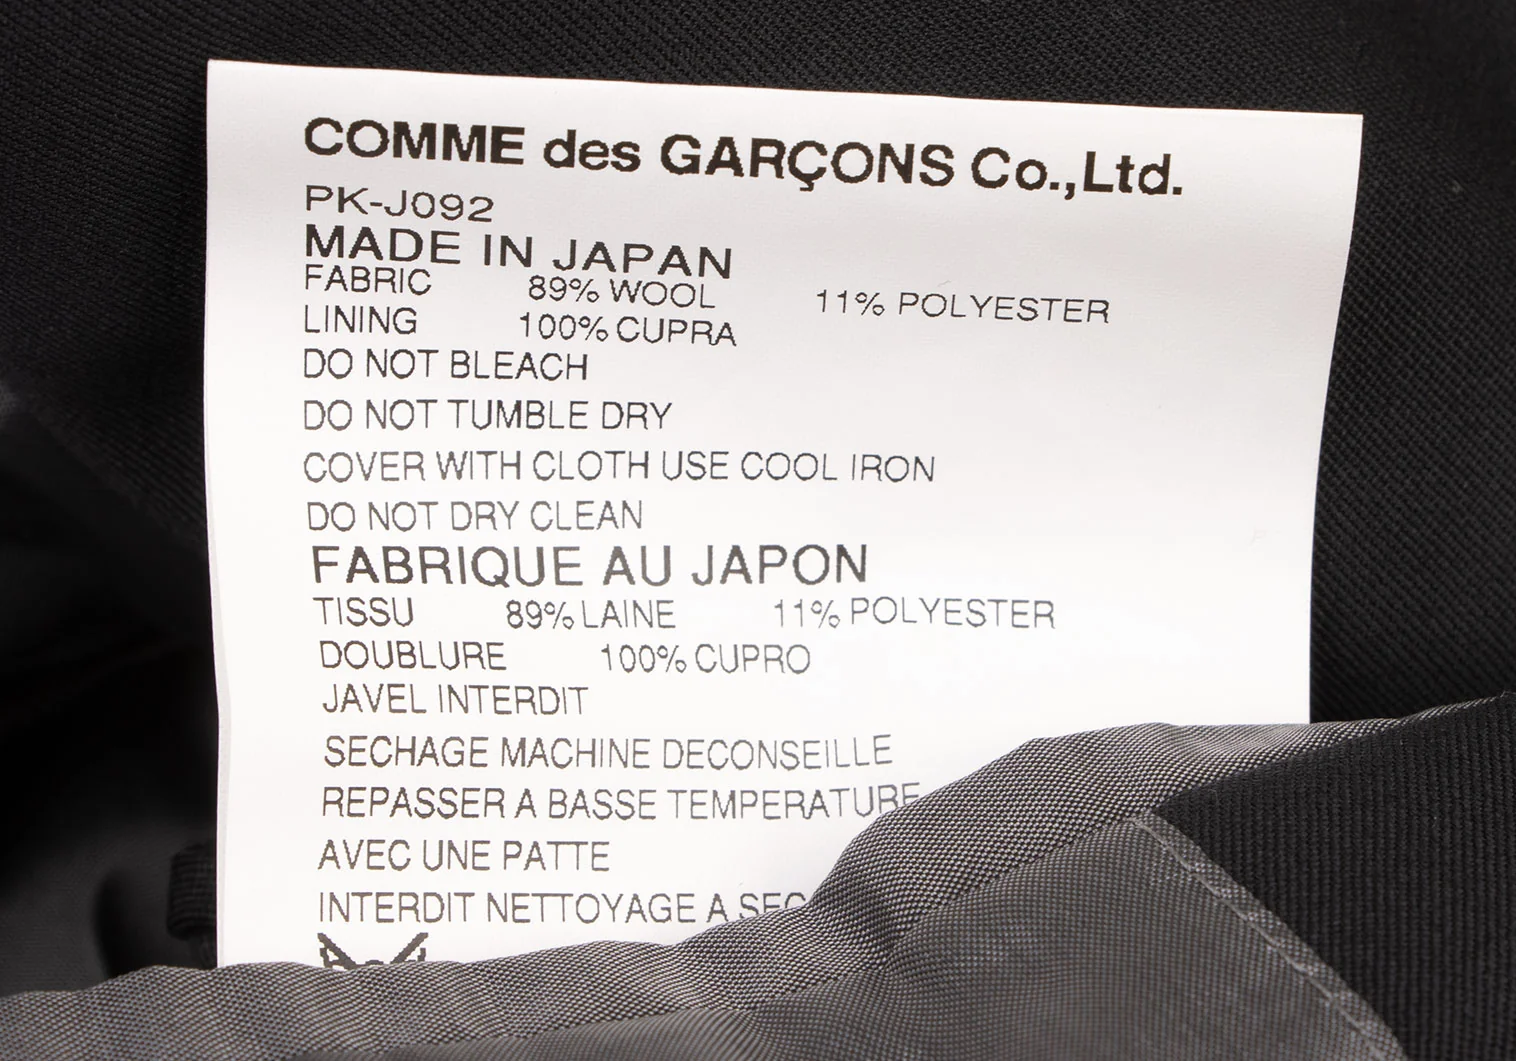 COMME des GARÇONS Co.,Ltd.
PK-J092
MADE IN JAPAN
FABRIC 89% WOOL 11% POLYESTER
LINING 100% CUPRA
DO NOT BLEACH
DO NOT TUMBLE DRY
COVER WITH CLOTH USE COOL IRON
DO NOT DRY CLEAN
FABRIQUE AU JAPON
TISSU 89% LAINE 11% POLYESTER
DOUBLURE 100% CUPRO
JAVEL INTERDIT
SECHAGE MACHINE DECONSEILLE
REPASSER A BASSE TEMPERATURE
AVEC UNE PATTE
INTERDIT NETTOYAGE A SEC